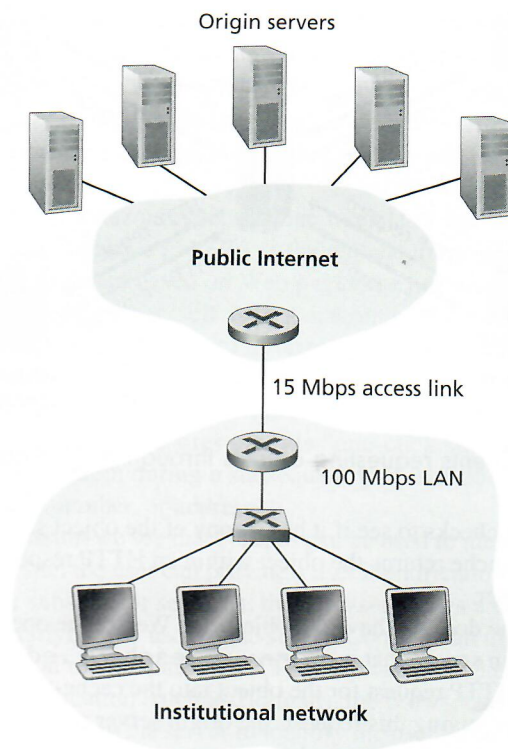 Origin servers
Public Internet
15 Mbps access link
100 Mbps LAN
Institutional network